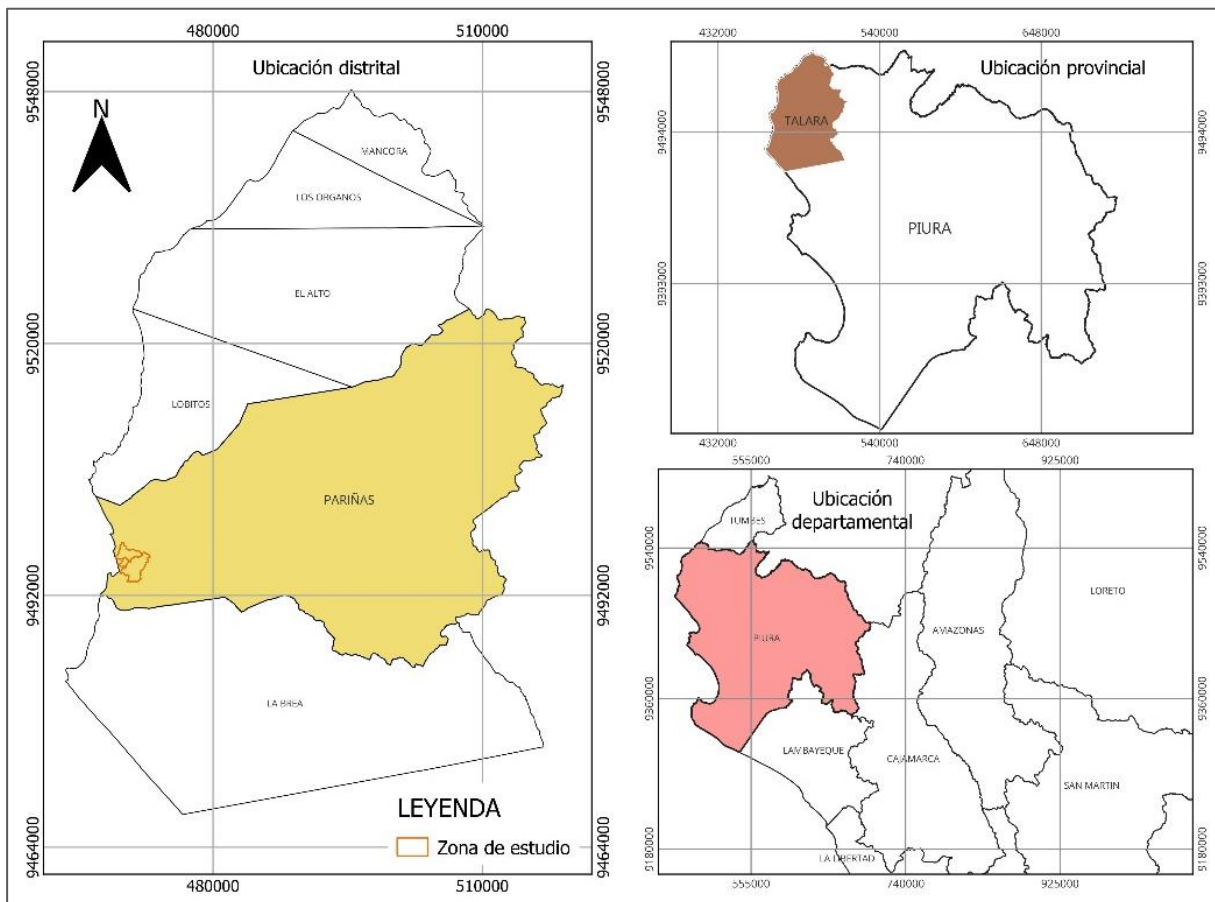 480000
510000
Ubicación distrital
9548000
9548000
N
MANCORA
LOS ORGANOS
EL ALTO
9520000
9520000
LOBITOS
PARIÑAS
9492000
9492000
LA BREA
LEYENDA
Zona de estudio
9464000
9464000
480000
510000
432000
540000
648000
Ubicación provincial
TALARA
9494000
9494000
PIURA
9393000
9393000
432000
540000
648000
555000
740000
925000
Ubicación
departamental
TUMBES
9540000
9540000
LORETO
AMAZONAS
PIURA
9360000
9360000
LAMBAYEQUE
CAJAMARCA
SAN MARTIN
9180000
9180000
LA LIBERTAD
555000
740000
925000